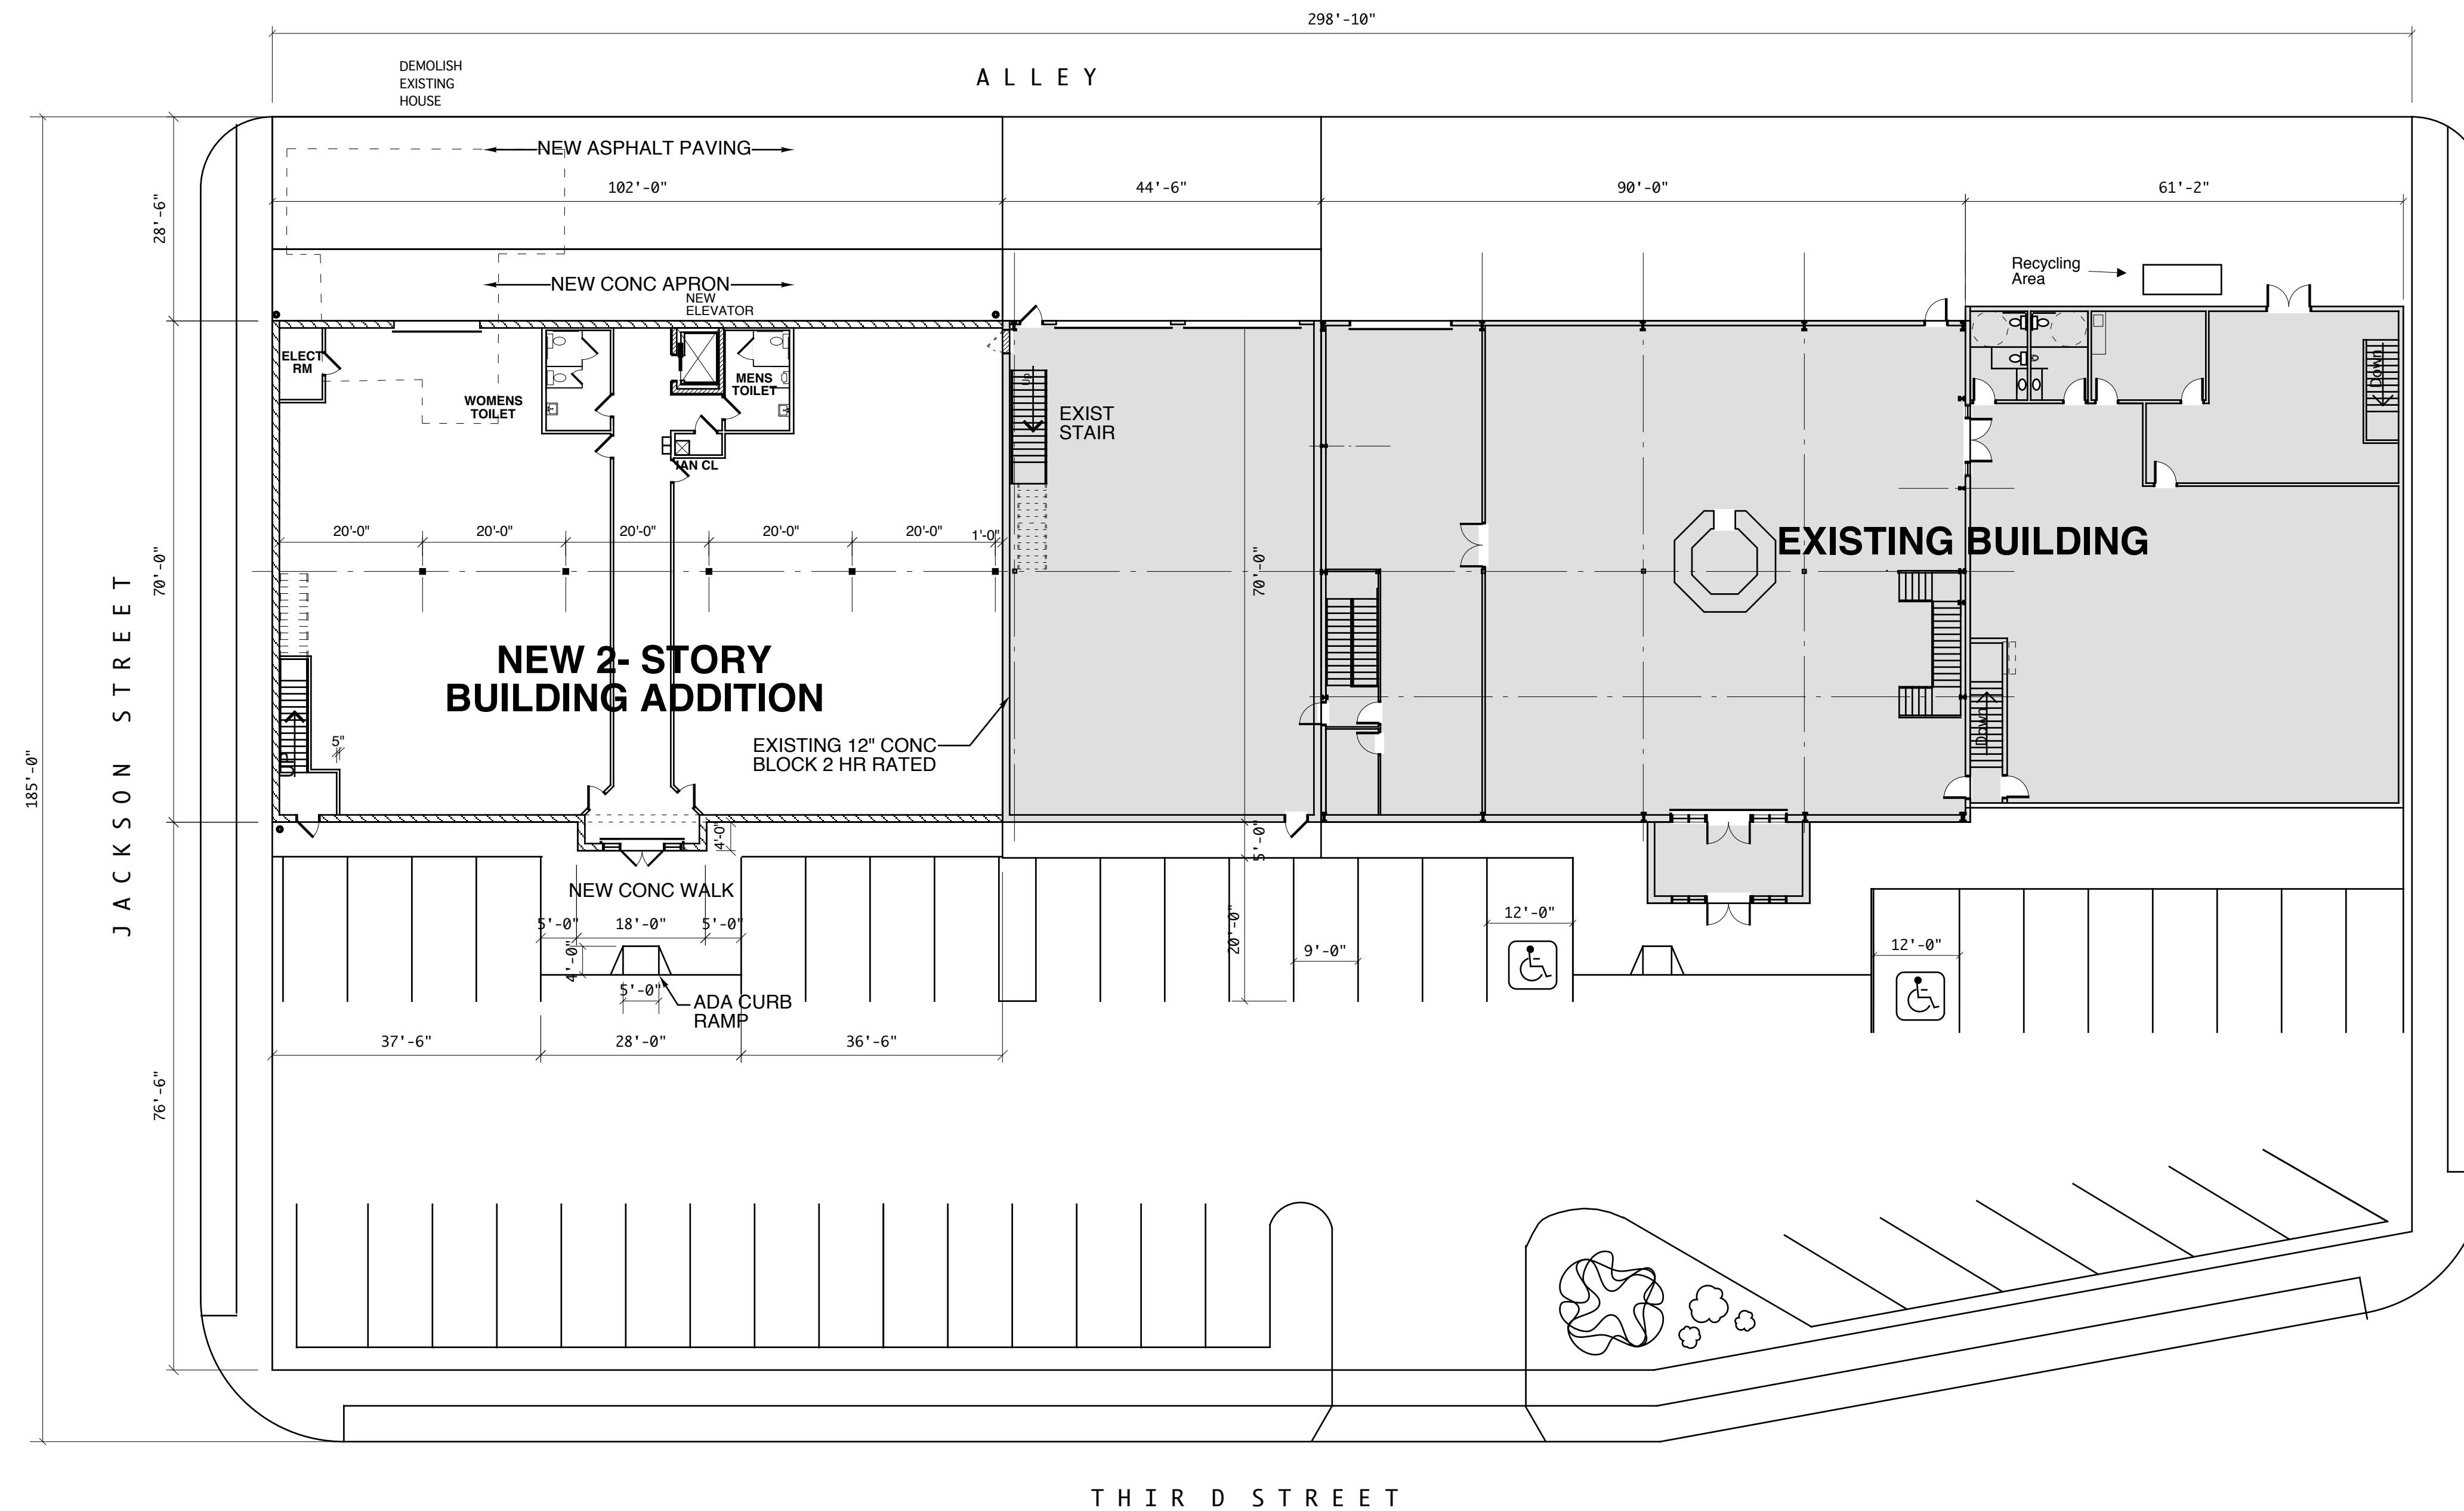 298'-10"
DEMOLISH
EXISTING
HOUSE
A L L E Y
NEW ASPHALT PAVING
102'-0"
44'-6"
90'-0"
61'-2"
28'-6"
Recycling
Area
NEW CONC APRON
NEW
ELEVATOR
ELECT
RM
WOMENS
TOILET
MENS
TOILET
JAN CL
Up
EXIST
STAIR
Down
20'-0"
20'-0"
20'-0"
20'-0"
20'-0"
1'-0"
EXISTING BUILDING
70'-0"
70'-0"
JACKSON STREET
185'-0"
NEW 2- STORY
BUILDING ADDITION
UP
5"
EXISTING 12" CONC
BLOCK 2 HR RATED
Down
4'-0"
5'-0"
NEW CONC WALK
5'-0"
18'-0"
5'-0"
4'-0"
5'-0"
ADA CURB
RAMP
20'-0"
9'-0"
12'-0"
12'-0"
37'-6"
28'-0"
36'-6"
76'-6"
T H I R D S T R E E T